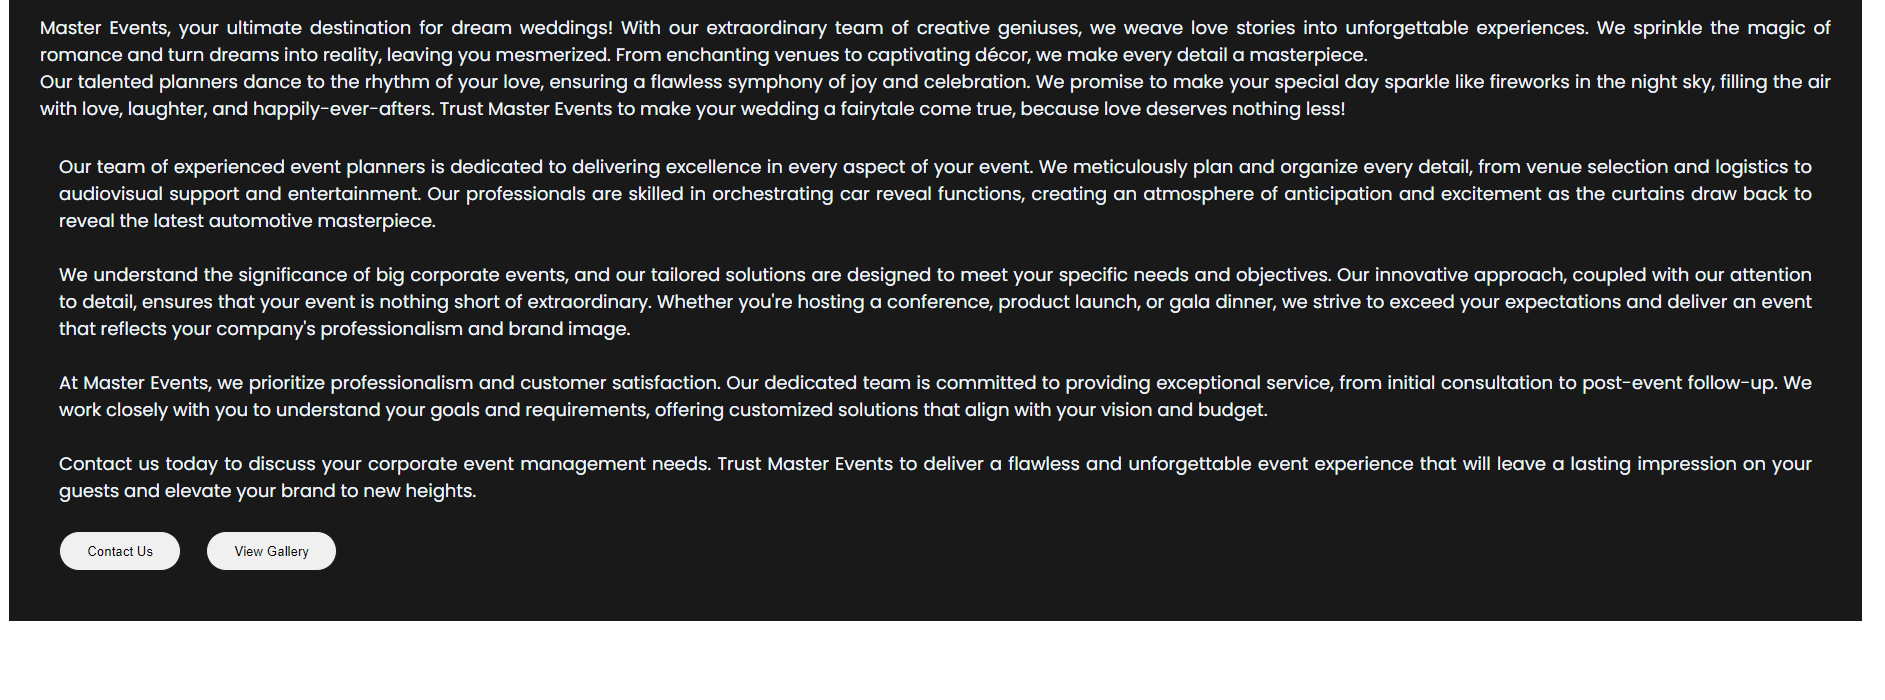 Master Events, your ultimate destination for dream weddings! With our extraordinary team of creative geniuses, we weave love stories into unforgettable experiences. We sprinkle the magic of
romance and turn dreams into reality, leaving you mesmerized. From enchanting venues to captivating décor, we make every detail a masterpiece.
Our talented planners dance to the rhythm of your love, ensuring a flawless symphony of joy and celebration. We promise to make your special day sparkle like fireworks in the night sky, filling the air
with love, laughter, and happily-ever-afters. Trust Master Events to make your wedding a fairytale come true, because love deserves nothing less!
Our team of experienced event planners is dedicated to delivering excellence in every aspect of your event. We meticulously plan and organize every detail, from venue selection and logistics to
audiovisual support and entertainment. Our professionals are skilled in orchestrating car reveal functions, creating an atmosphere of anticipation and excitement as the curtains draw back to
reveal the latest automotive masterpiece.
We understand the significance of big corporate events, and our tailored solutions are designed to meet your specific needs and objectives. Our innovative approach, coupled with our attention
to detail, ensures that your event is nothing short of extraordinary. Whether you're hosting a conference, product launch, or gala dinner, we strive to exceed your expectations and deliver an event
that reflects your company's professionalism and brand image.
At Master Events, we prioritize professionalism and customer satisfaction. Our dedicated team is committed to providing exceptional service, from initial consultation to post-event follow-up. We
work closely with you to understand your goals and requirements, offering customized solutions that align with your vision and budget.
Contact us today to discuss your corporate event management needs. Trust Master Events to deliver a flawless and unforgettable event experience that will leave a lasting impression on your
guests and elevate your brand to new heights.
Contact Us View Gallery